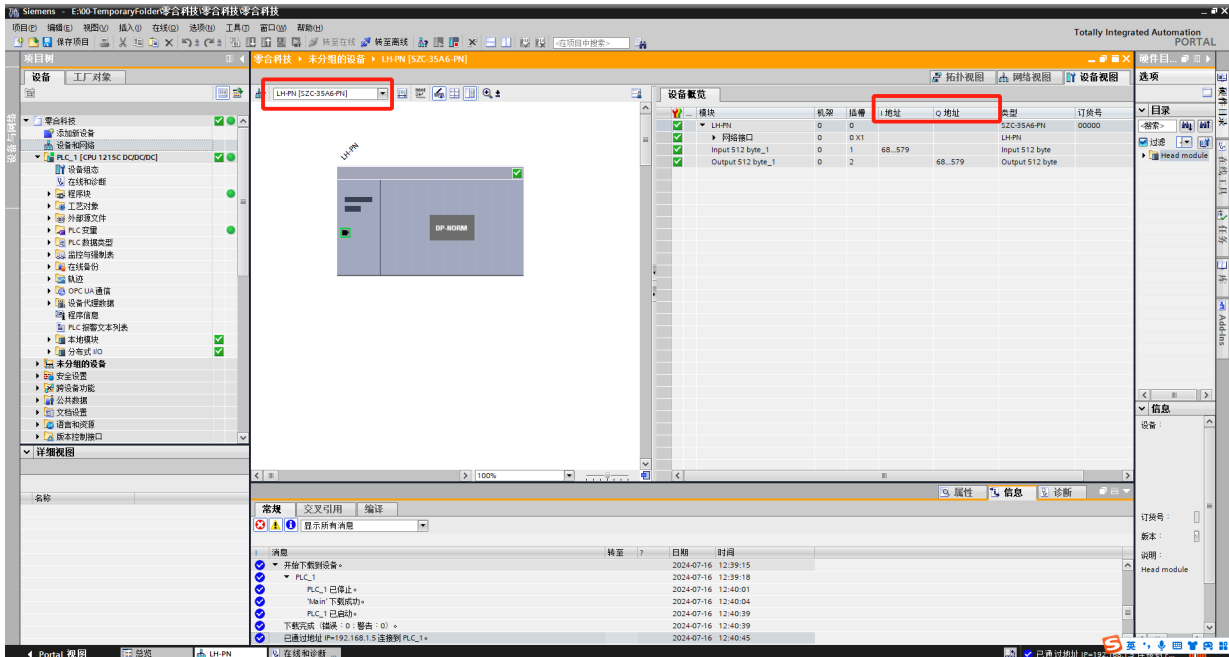 Siemens - E:\00-TemporaryFolder\零合科技\零合科技\零合科技
项目(P) 编辑(E) 视图(V) 插入(I) 在线(O) 选项(N) 工具(T) 窗口(W) 帮助(H)
Totally Integrated Automation
PORTAL
保存项目 转至在线 转至离线 <在项目中搜索>
项目树
零合科技 ▸ 未分组的设备 ▸ LH-PN [SZC-35A6-PN]
硬件目...
设备 工厂对象
拓扑视图 网络视图 设备视图
选项
LH-PN [SZC-35A6-PN]
设备概览
目录
模块 机架 插槽 I 地址 Q 地址 类型 订货号
LH-PN 0 0 SZC-35A6-PN 00000
网络接口 0 0 X1 LH-PN
Input 512 byte_1 0 1 68...579 Input 512 byte
Output 512 byte_1 0 2 68...579 Output 512 byte
<搜索>
过滤
Head module
零合科技
添加新设备
设备和网络
PLC_1 [CPU 1215C DC/DC/DC]
设备组态
在线和诊断
程序块
工艺对象
外部源文件
PLC 变量
PLC 数据类型
监控与强制表
在线备份
轨迹
OPC UA 通信
设备代理数据
程序信息
PLC 报警文本列表
本地模块
分布式 I/O
未分组的设备
安全设置
跨设备功能
公共数据
文档设置
语言和资源
版本控制接口
LH-PN
DP-NORM
100%
详细视图
名称
属性 信息 诊断
常规 交叉引用 编译
显示所有消息
! 消息 转至 ? 日期 时间
开始下载到设备。 2024-07-16 12:39:15
PLC_1 2024-07-16 12:39:18
PLC_1 已停止。 2024-07-16 12:40:01
'Main' 下载成功。 2024-07-16 12:40:04
PLC_1 已启动。 2024-07-16 12:40:39
下载完成（错误：0；警告：0）。 2024-07-16 12:40:39
已通过地址 IP=192.168.1.5 连接到 PLC_1。 2024-07-16 12:40:45
信息
设备：
订货号：
版本：
说明：
Head module
设备与网络
硬件目录
在线工具
任务
库
Add-Ins
Portal 视图 总览 LH-PN 在线和诊断
英